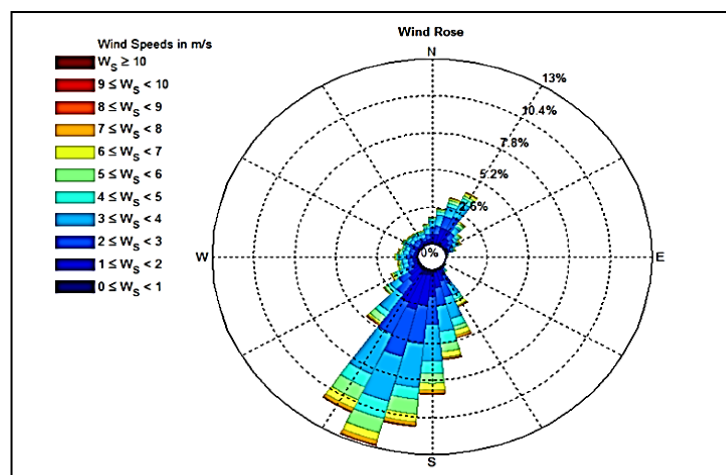 Wind Rose
Wind Speeds in m/s
W_S ≥ 10
9 ≤ W_S < 10
8 ≤ W_S < 9
7 ≤ W_S < 8
6 ≤ W_S < 7
5 ≤ W_S < 6
4 ≤ W_S < 5
3 ≤ W_S < 4
2 ≤ W_S < 3
1 ≤ W_S < 2
0 ≤ W_S < 1
N
13%
10.4%
7.8%
5.2%
2.6%
0%
W
E
S